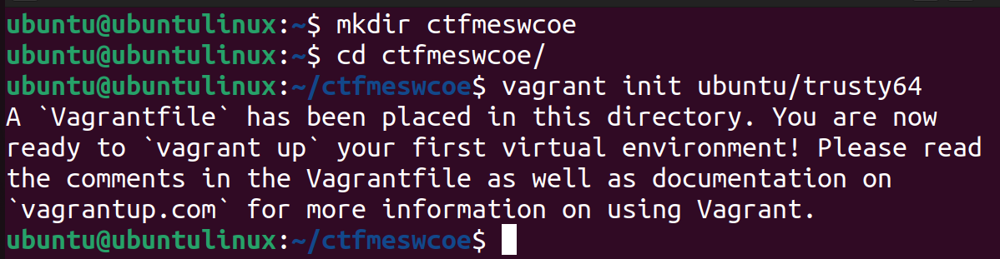 ubuntu@ubuntulinux:~$ mkdir ctfmeswcoe
ubuntu@ubuntulinux:~$ cd ctfmeswcoe/
ubuntu@ubuntulinux:~/ctfmeswcoe$ vagrant init ubuntu/trusty64
A `Vagrantfile` has been placed in this directory. You are now
ready to `vagrant up` your first virtual environment! Please read
the comments in the Vagrantfile as well as documentation on
`vagrantup.com` for more information on using Vagrant.
ubuntu@ubuntulinux:~/ctfmeswcoe$